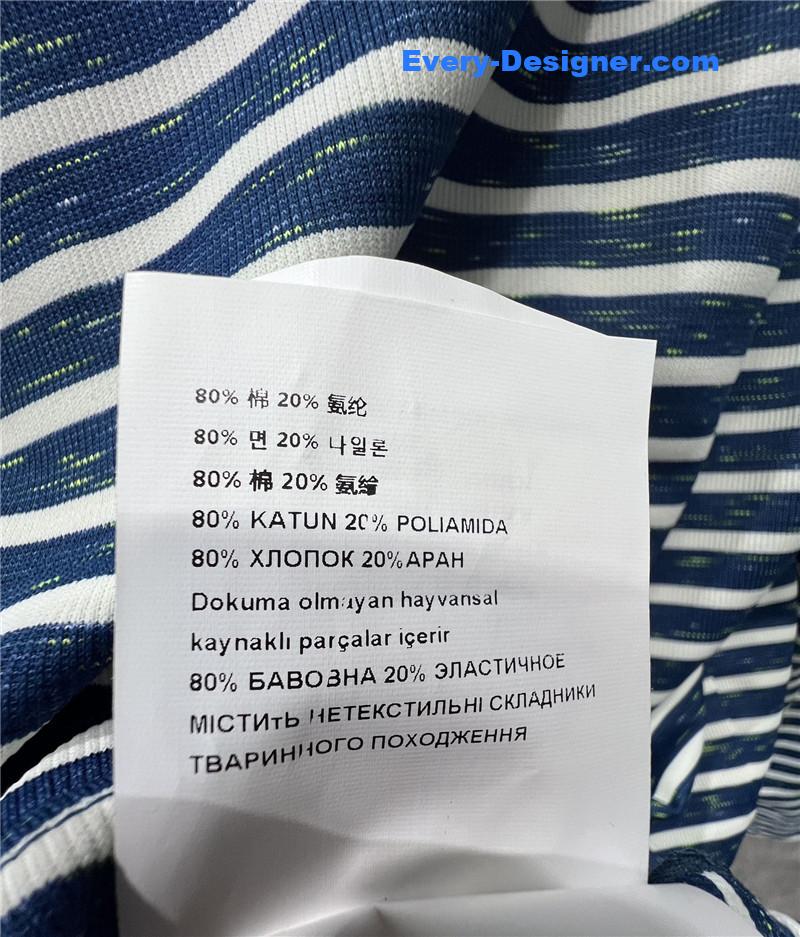 Every-Designer.com
80% 棉 20% 氨纶
80% 면 20% 나일론
80% 棉 20% 氨綸
80% KATUN 20% POLIAMIDA
80% ХЛОПОК 20%АРАН
Dokuma olmayan hayvansal
kaynaklı parçalar içerir
80% БАВОВНА 20% ЭЛАСТИЧНОЕ
МІСТИТЬ НЕТЕКСТИЛЬНІ СКЛАДНИКИ
ТВАРИННОГО ПОХОДЖЕННЯ